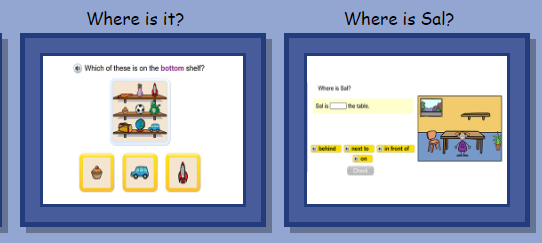 Where is it?
Where is Sal?
Which of these is on the bottom shelf?
Where is Sal?
Sal is the table.
behind next to in front of
on
Check